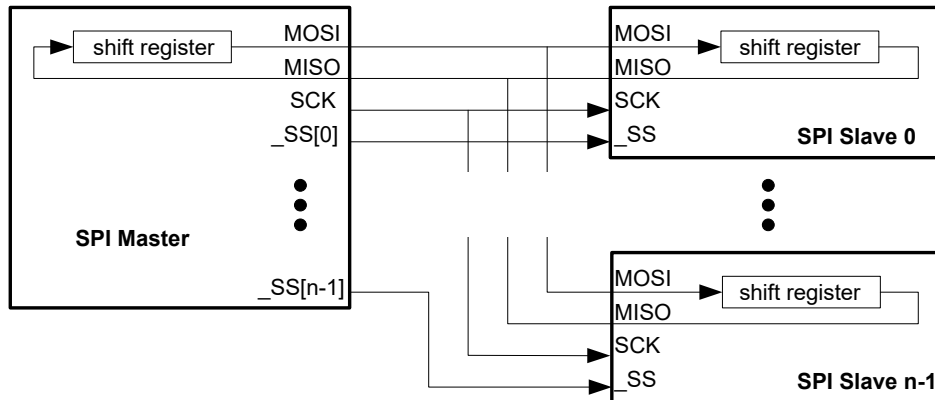 MOSI
shift register
MISO
SCK
_SS[0]
SPI Master
_SS[n-1]
MOSI
shift register
MISO
SCK
_SS
SPI Slave 0
MOSI
shift register
MISO
SCK
_SS
SPI Slave n-1